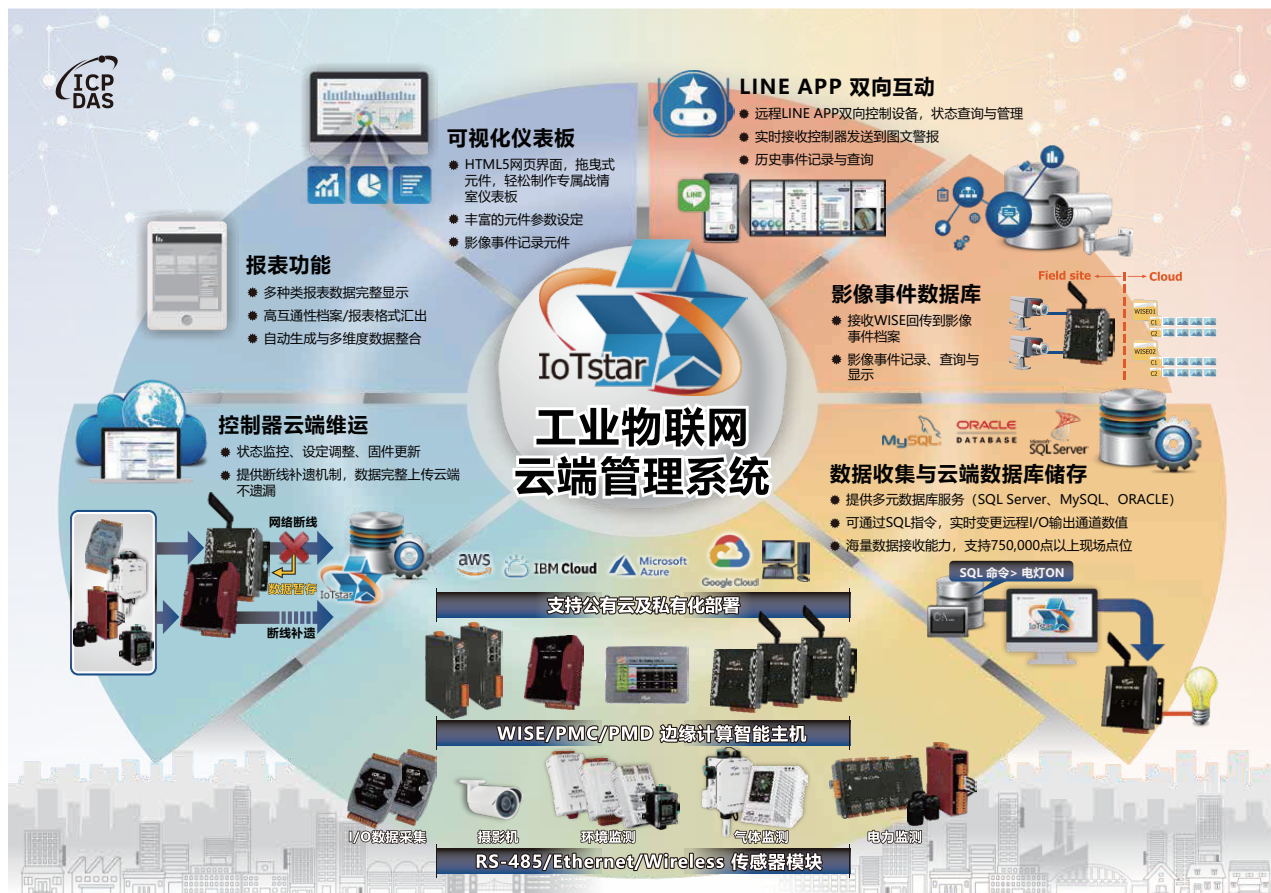 ICP
DAS
可视化仪表板
HTML5网页界面，拖曳式
元件，轻松制作专属战情
室仪表板
丰富的元件参数设定
影像事件记录元件
LINE APP 双向互动
远程LINE APP双向控制设备，状态查询与管理
实时接收控制器发送到图文警报
历史事件记录与查询
LINE
报表功能
多种类报表数据完整显示
高互通性档案/报表格式汇出
自动生成与多维度数据整合
影像事件数据库
接收WISE回传到影像
事件档案
影像事件记录、查询与
显示
Field site
Cloud
WISE01
C1
C2
WISE02
C1
C2
IoTstar
工业物联网
云端管理系统
控制器云端维运
状态监控、设定调整、固件更新
提供断线补遗机制，数据完整上传云端
不遗漏
网络断线
数据暂存
IoTstar
断线补遗
MySQL
ORACLE
DATABASE
Microsoft
SQL Server
数据收集与云端数据库储存
提供多元数据库服务（SQL Server、MySQL、ORACLE）
可通过SQL指令，实时变更远程I/O输出通道数值
海量数据接收能力，支持750,000点以上现场点位
SQL 命令> 电灯ON
IoTstar
aws
IBM Cloud
Microsoft
Azure
Google Cloud
支持公有云及私有化部署
WISE/PMC/PMD 边缘计算智能主机
I/O数据采集
摄影机
环境监测
气体监测
电力监测
RS-485/Ethernet/Wireless 传感器模块